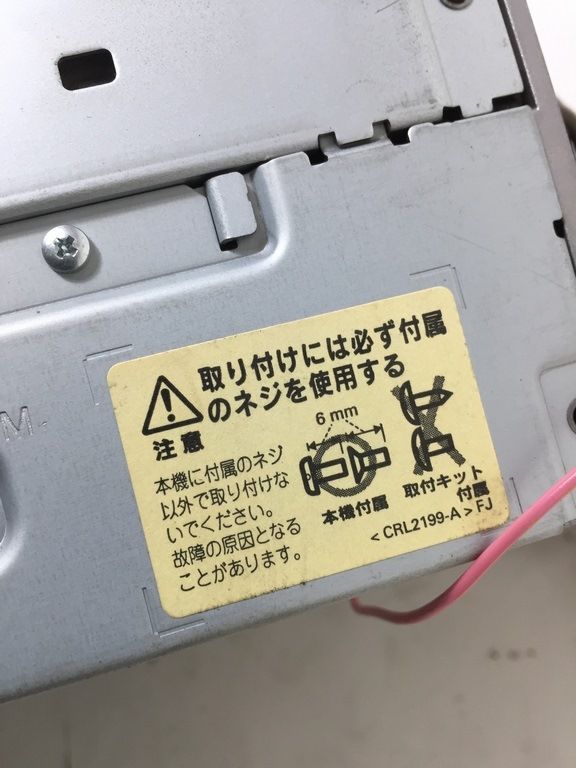 取り付けには必ず付属
のネジを使用する
注意
本機に付属のネジ
以外で取り付けな
いでください。
故障の原因となる
ことがあります。
6 mm
本機付属
取付キット
付属
<CRL2199-A>FJ
M